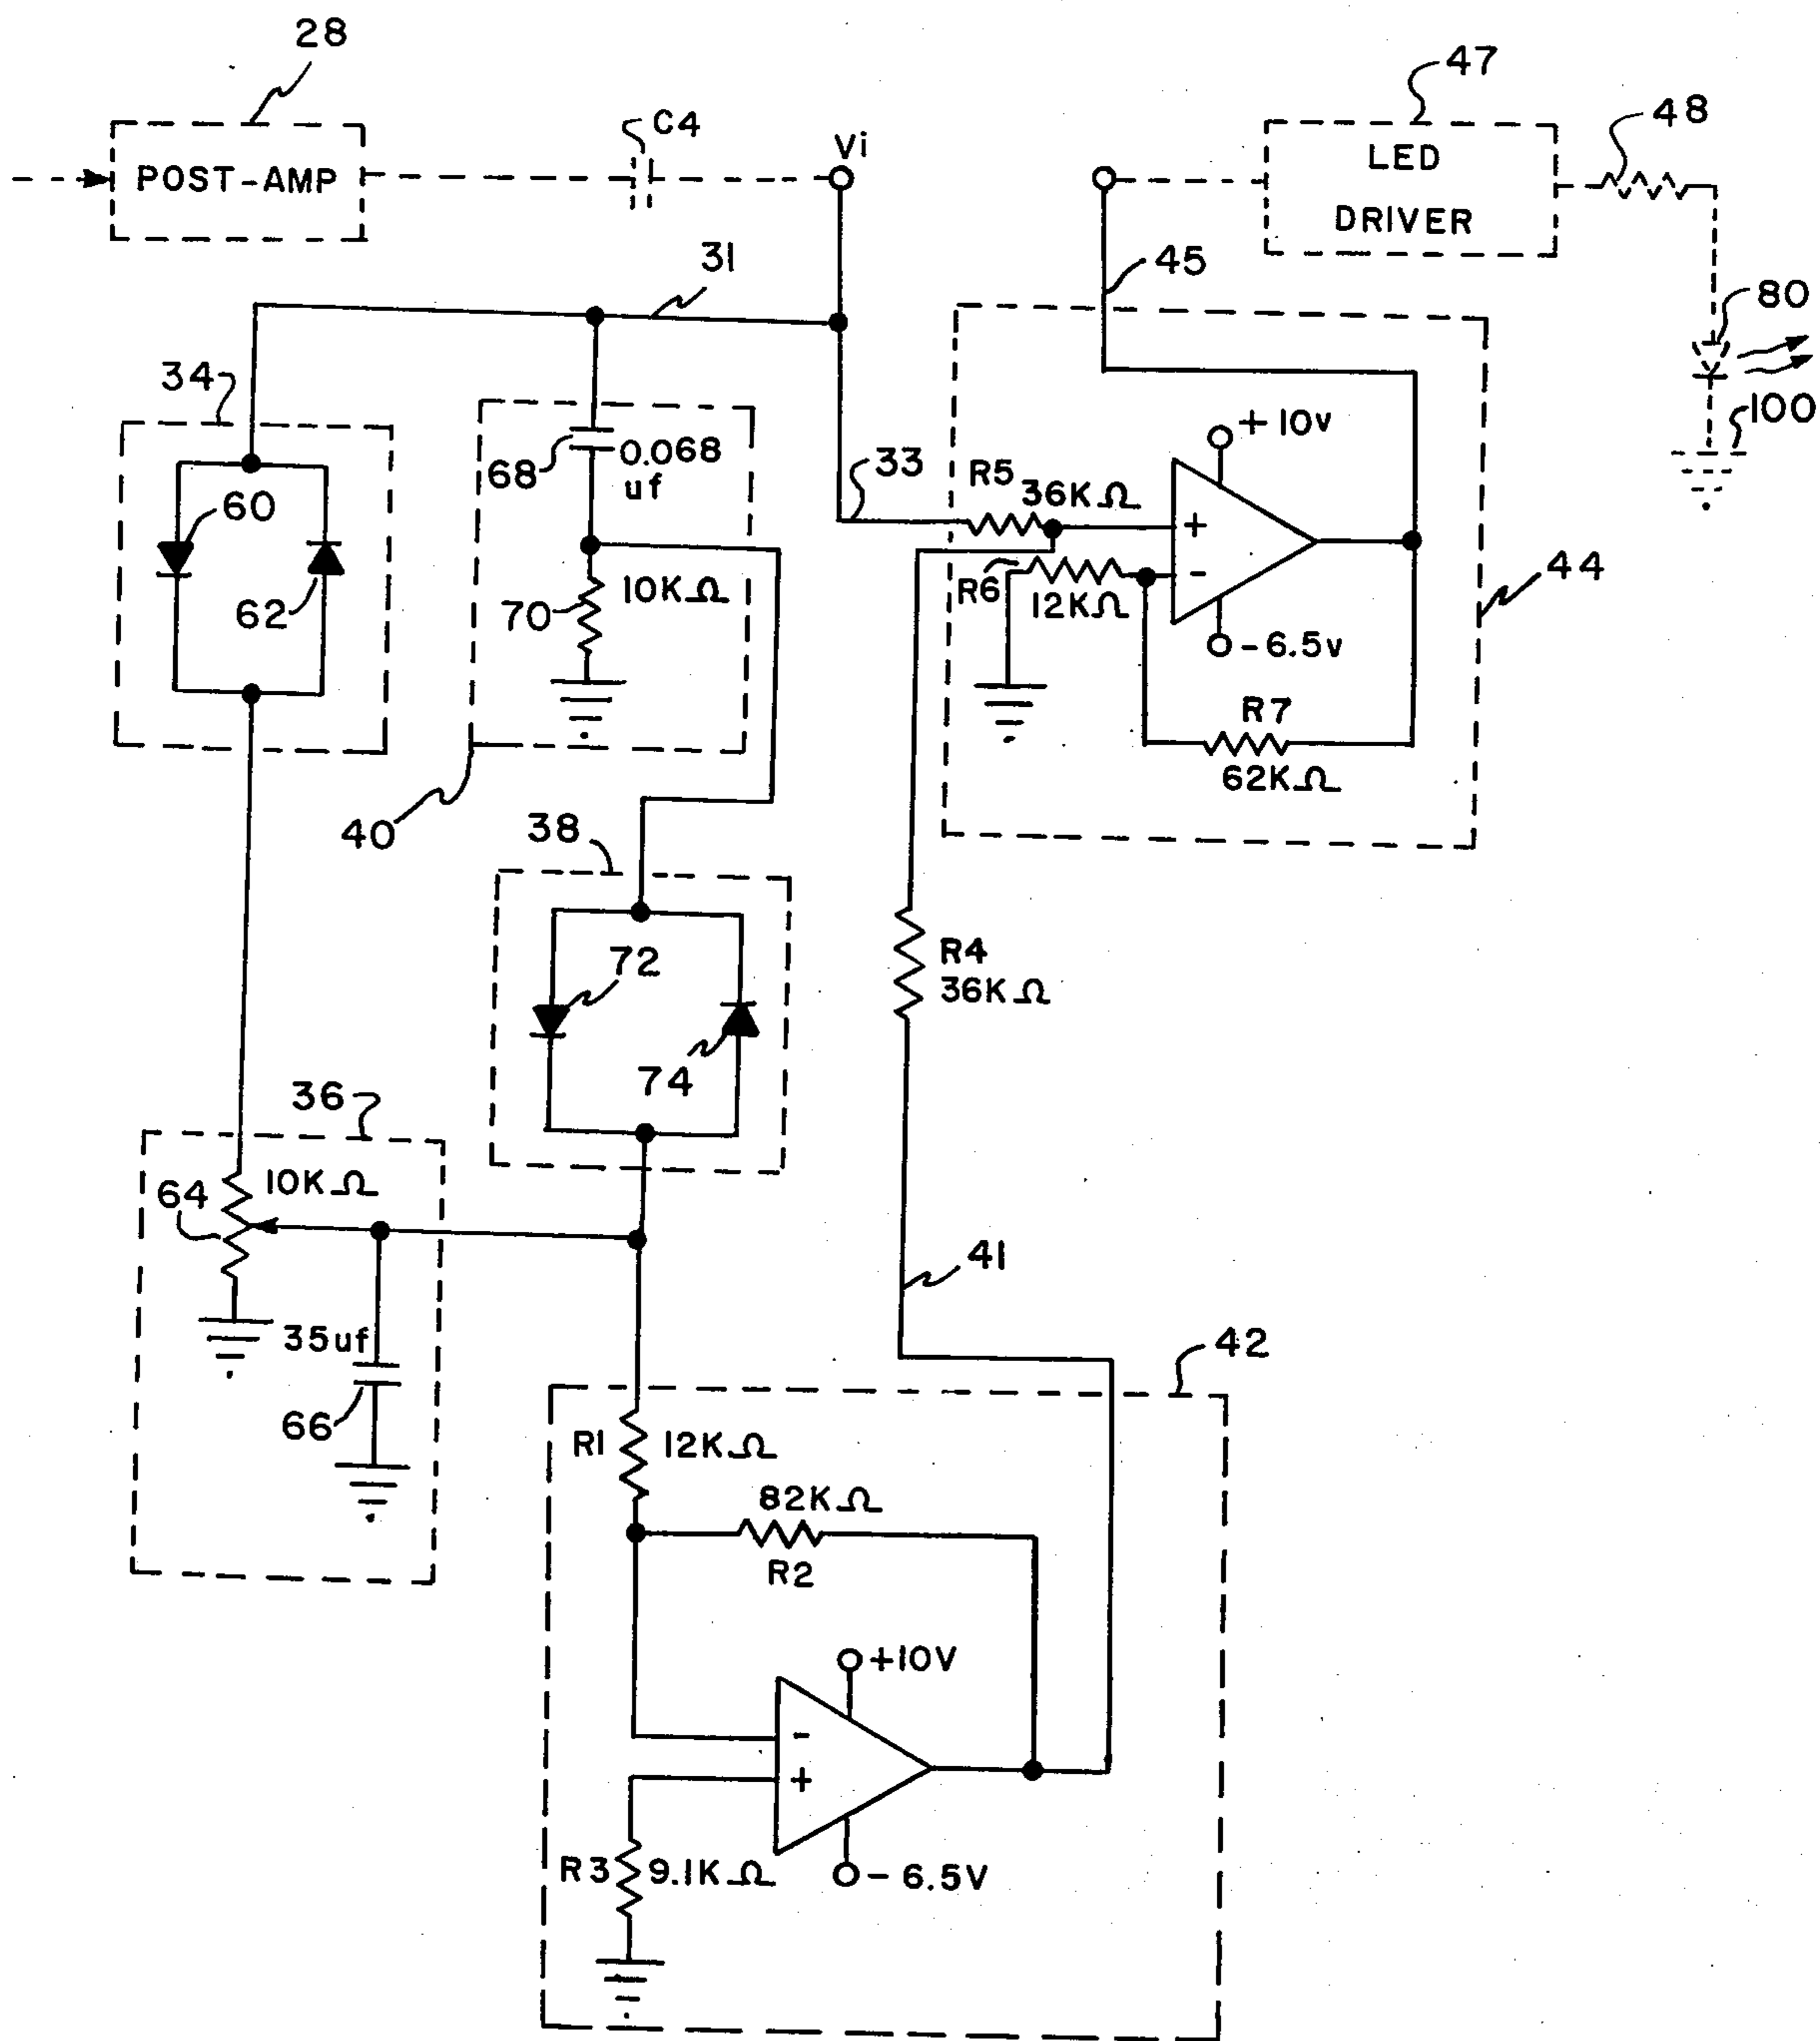 28
POST-AMP
C4
Vi
47
LED
DRIVER
48
31
45
80
100
34
60
62
68
0.068
uf
70
10KΩ
40
33
R5
36KΩ
+10v
+
-
R6
12KΩ
-6.5v
R7
62KΩ
44
38
72
74
R4
36KΩ
36
64
10KΩ
35uf
66
41
42
R1
12KΩ
82KΩ
R2
+10V
-
+
-6.5V
R3
9.1KΩ